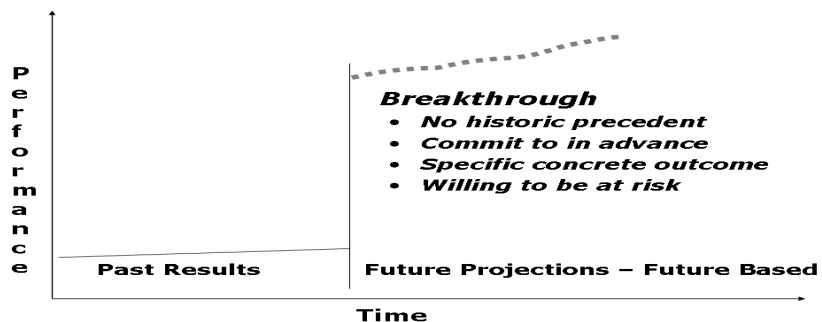 Performance
Breakthrough
• No historic precedent
• Commit to in advance
• Specific concrete outcome
• Willing to be at risk
Past Results
Future Projections – Future Based
Time